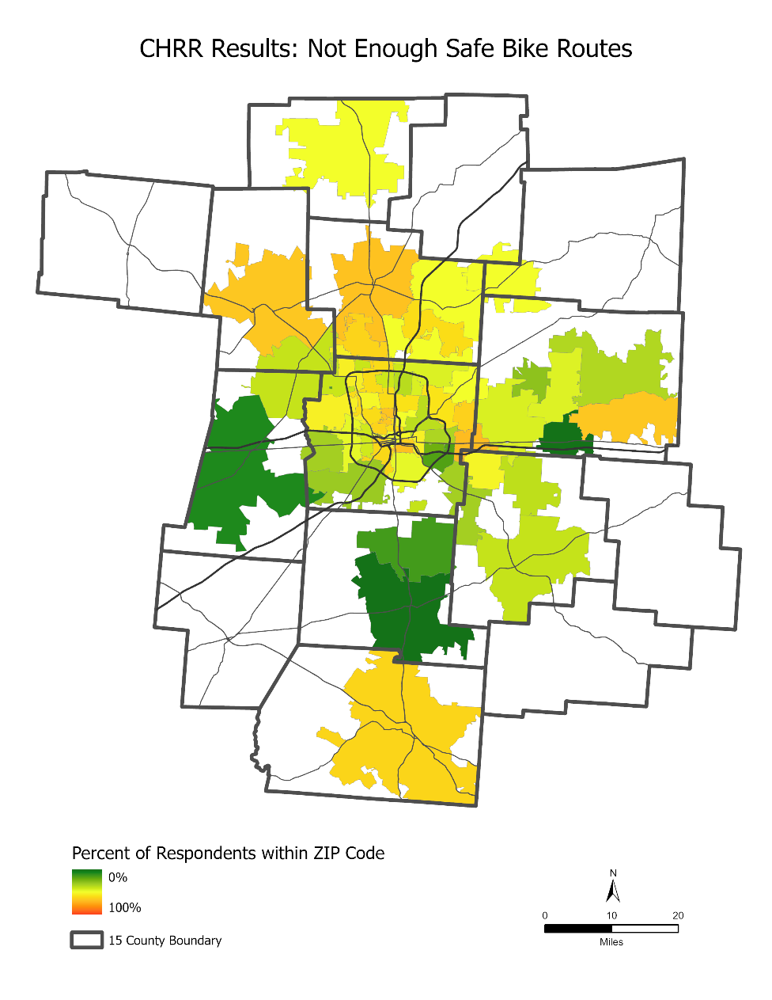 CHRR Results: Not Enough Safe Bike Routes
Percent of Respondents within ZIP Code
0%
100%
15 County Boundary
N
0 10 20
Miles